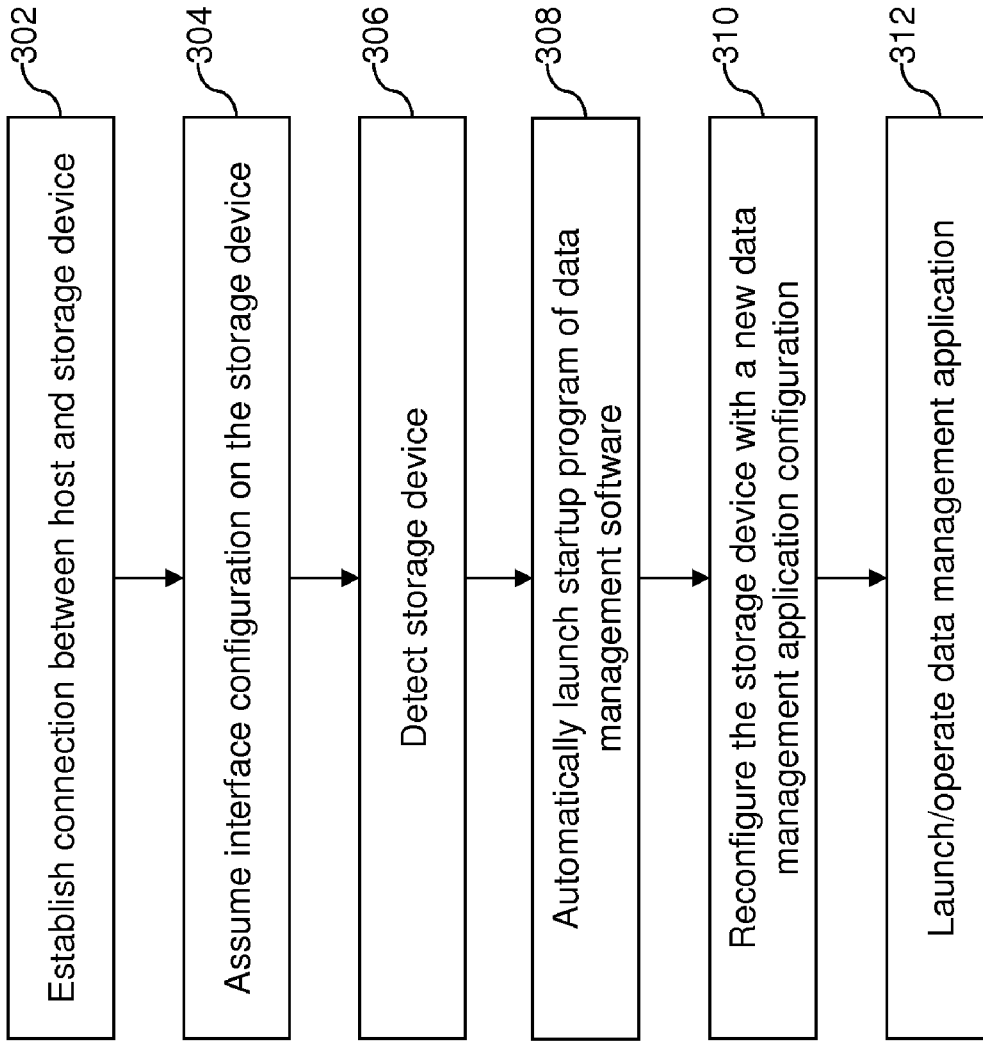 302
Establish connection between host and storage device
304
Assume interface configuration on the storage device
306
Detect storage device
308
Automatically launch startup program of data
management software
310
Reconfigure the storage device with a new data
management application configuration
312
Launch/operate data management application